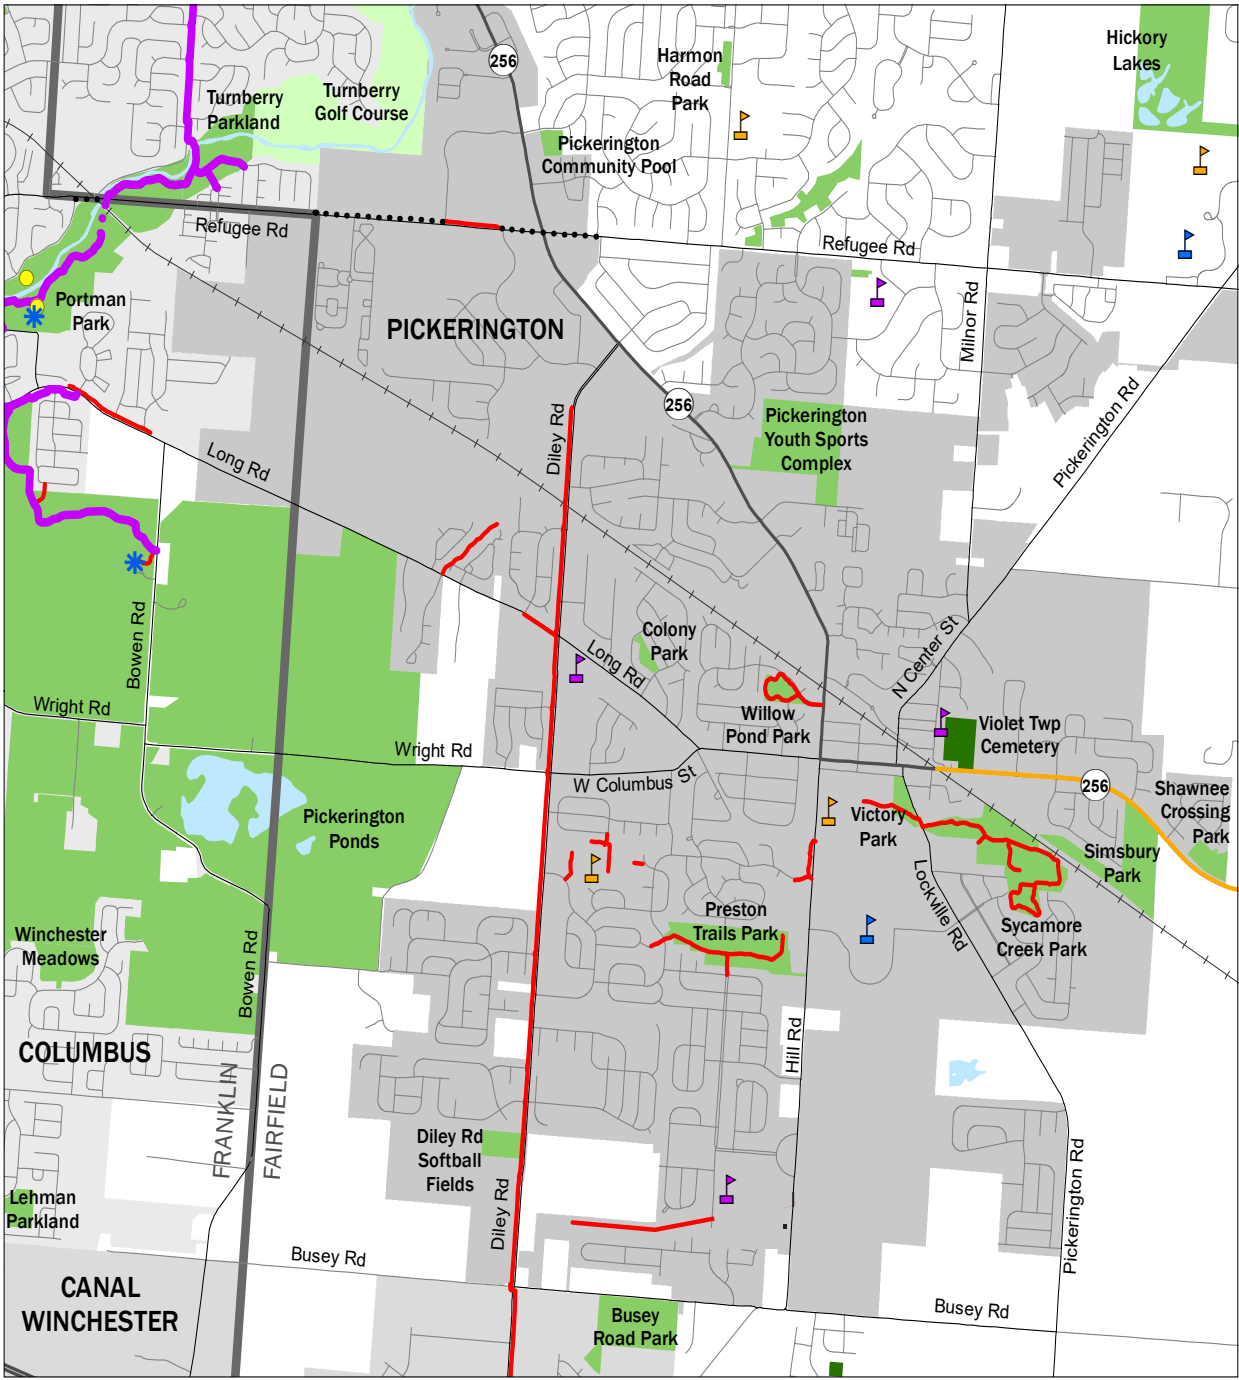 256
Harmon
Road
Park
Hickory
Lakes
Turnberry
Parkland
Turnberry
Golf Course
Pickerington
Community Pool
Refugee Rd
Refugee Rd
Portman
Park
PICKERINGTON
Milnor Rd
256
Pickerington Rd
Diley Rd
Pickerington
Youth Sports
Complex
Long Rd
Bowen Rd
Colony
Park
Long Rd
N Center St
Wright Rd
Willow
Pond Park
Violet Twp
Cemetery
Wright Rd
W Columbus St
256
Shawnee
Crossing
Park
Pickerington
Ponds
Victory
Park
Simsbury
Park
Lockville Rd
Preston
Trails Park
Sycamore
Creek Park
Winchester
Meadows
Bowen Rd
Hill Rd
COLUMBUS
FRANKLIN
FAIRFIELD
Diley Rd
Softball
Fields
Pickerington Rd
Lehman
Parkland
Diley Rd
Busey Rd
CANAL
WINCHESTER
Busey
Road Park
Busey Rd